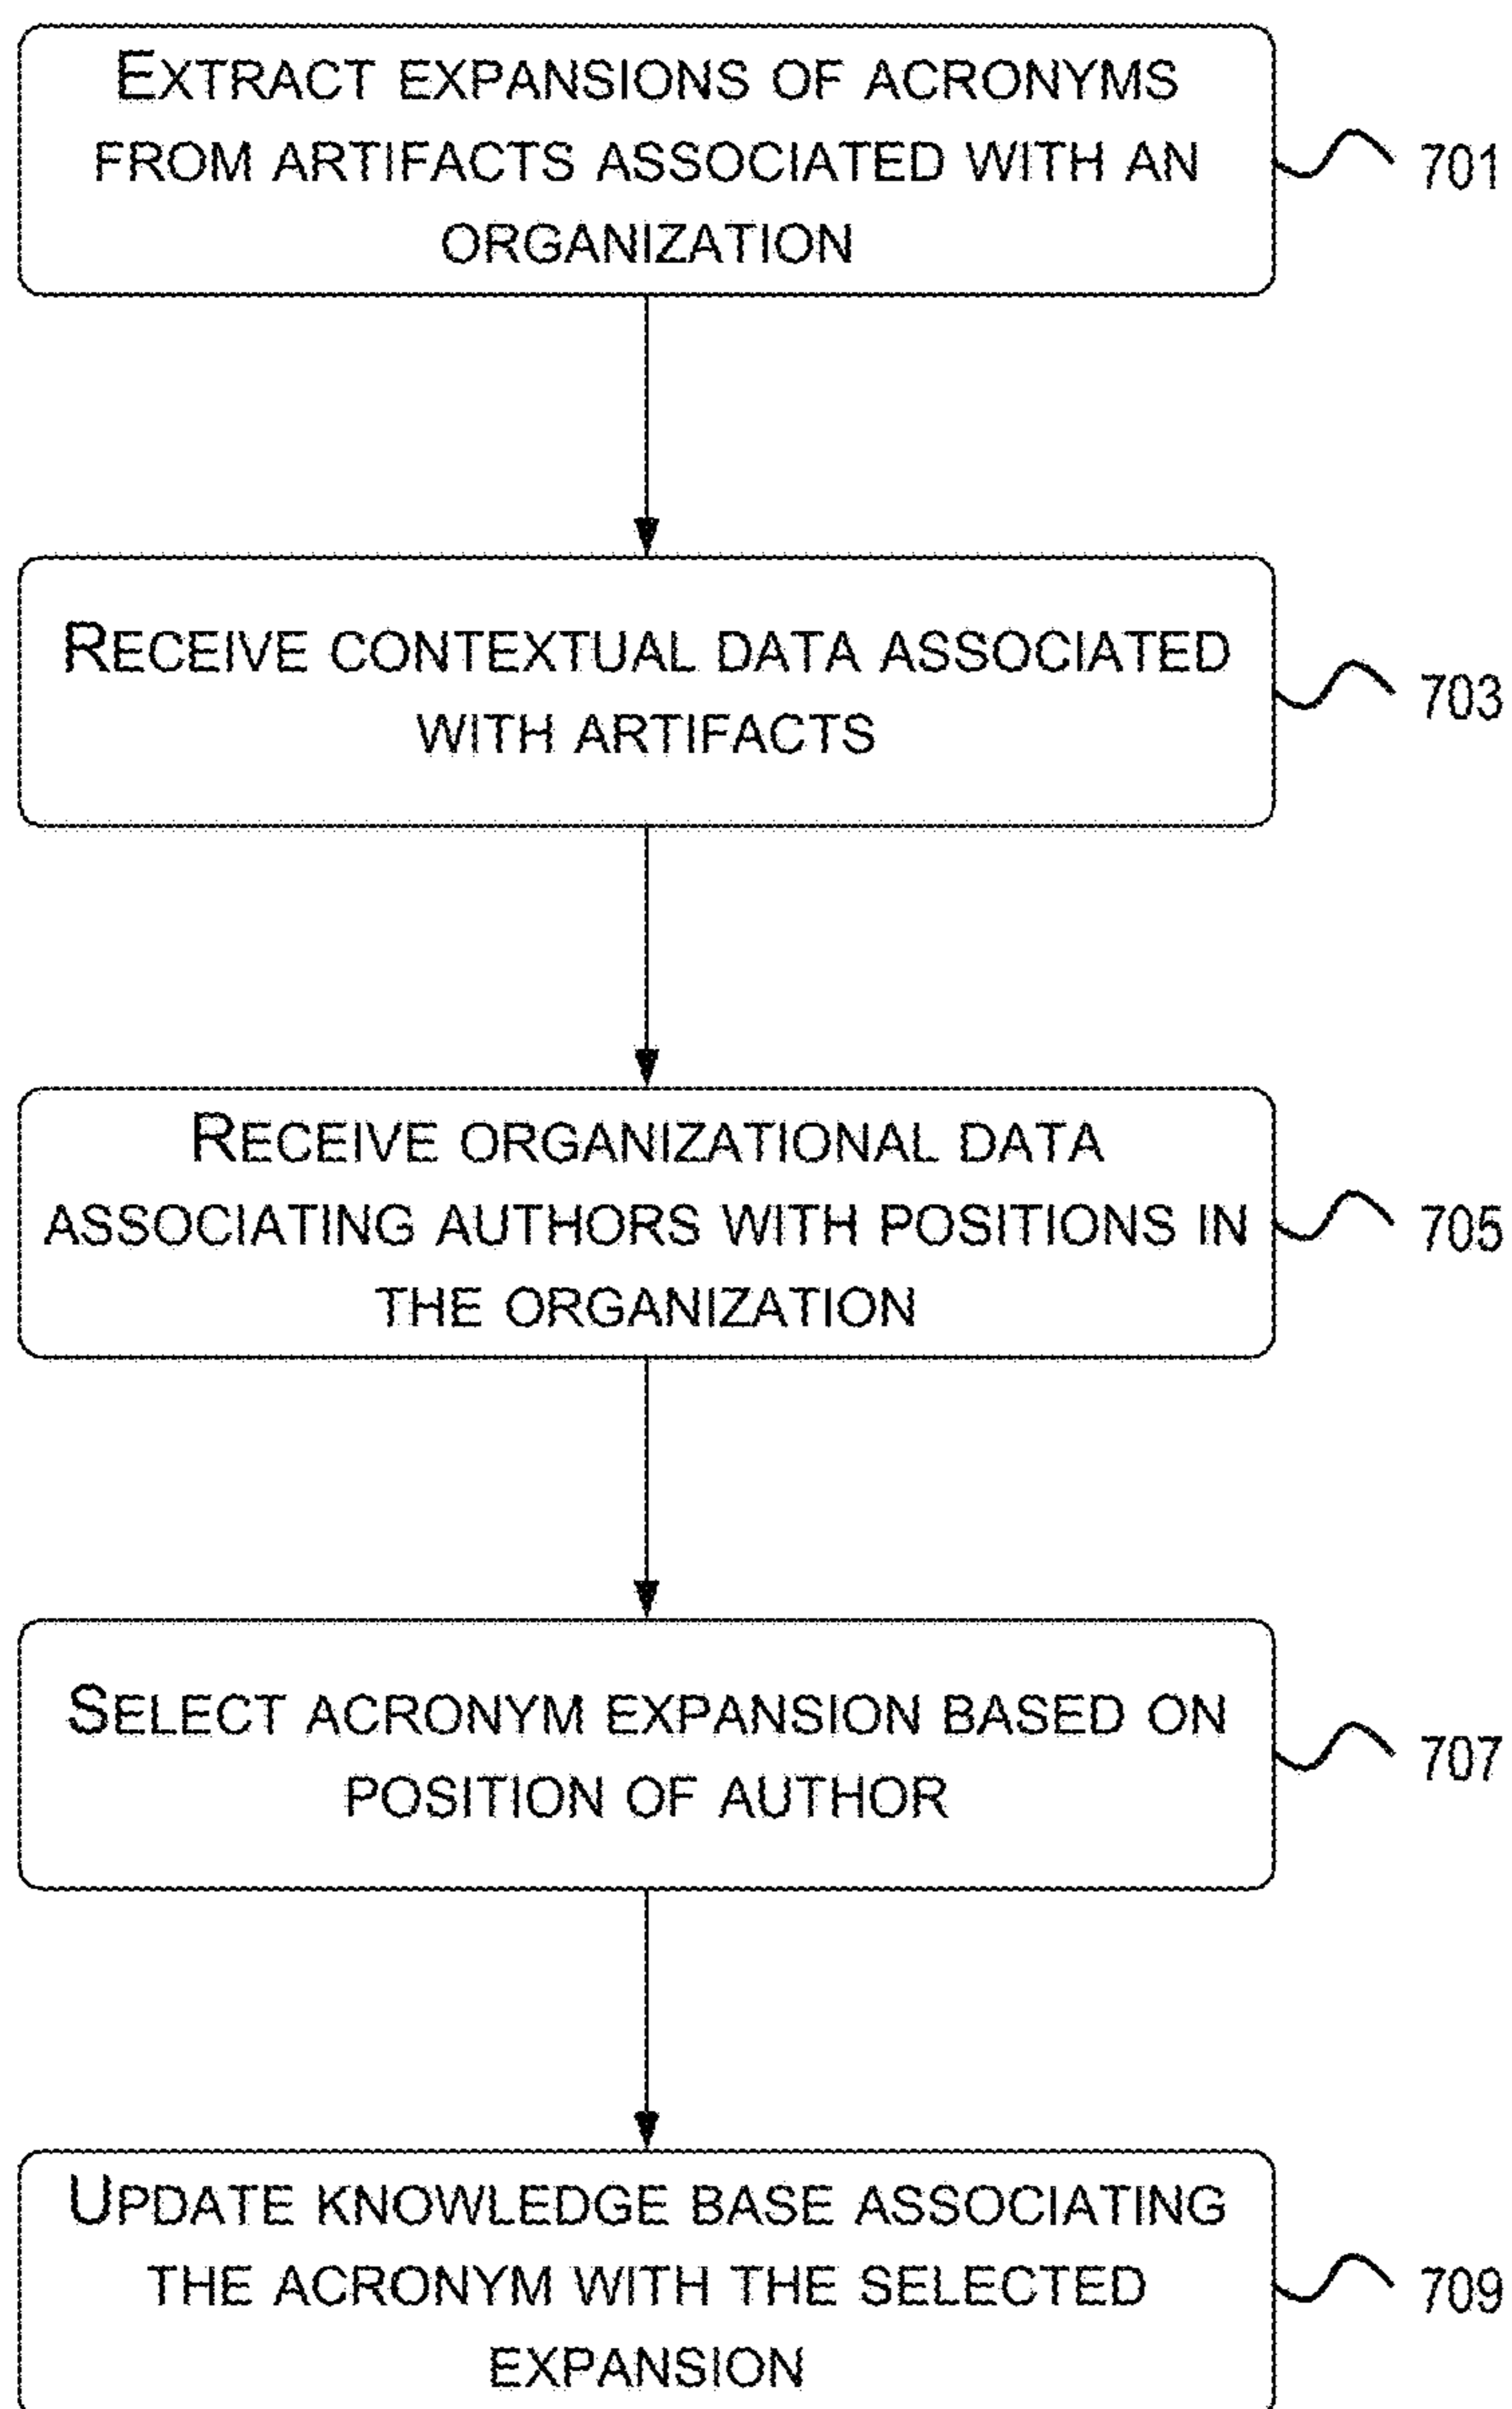 EXTRACT EXPANSIONS OF ACRONYMS
FROM ARTIFACTS ASSOCIATED WITH AN
ORGANIZATION
701
RECEIVE CONTEXTUAL DATA ASSOCIATED
WITH ARTIFACTS
703
RECEIVE ORGANIZATIONAL DATA
ASSOCIATING AUTHORS WITH POSITIONS IN
THE ORGANIZATION
705
SELECT ACRONYM EXPANSION BASED ON
POSITION OF AUTHOR
707
UPDATE KNOWLEDGE BASE ASSOCIATING
THE ACRONYM WITH THE SELECTED
EXPANSION
709